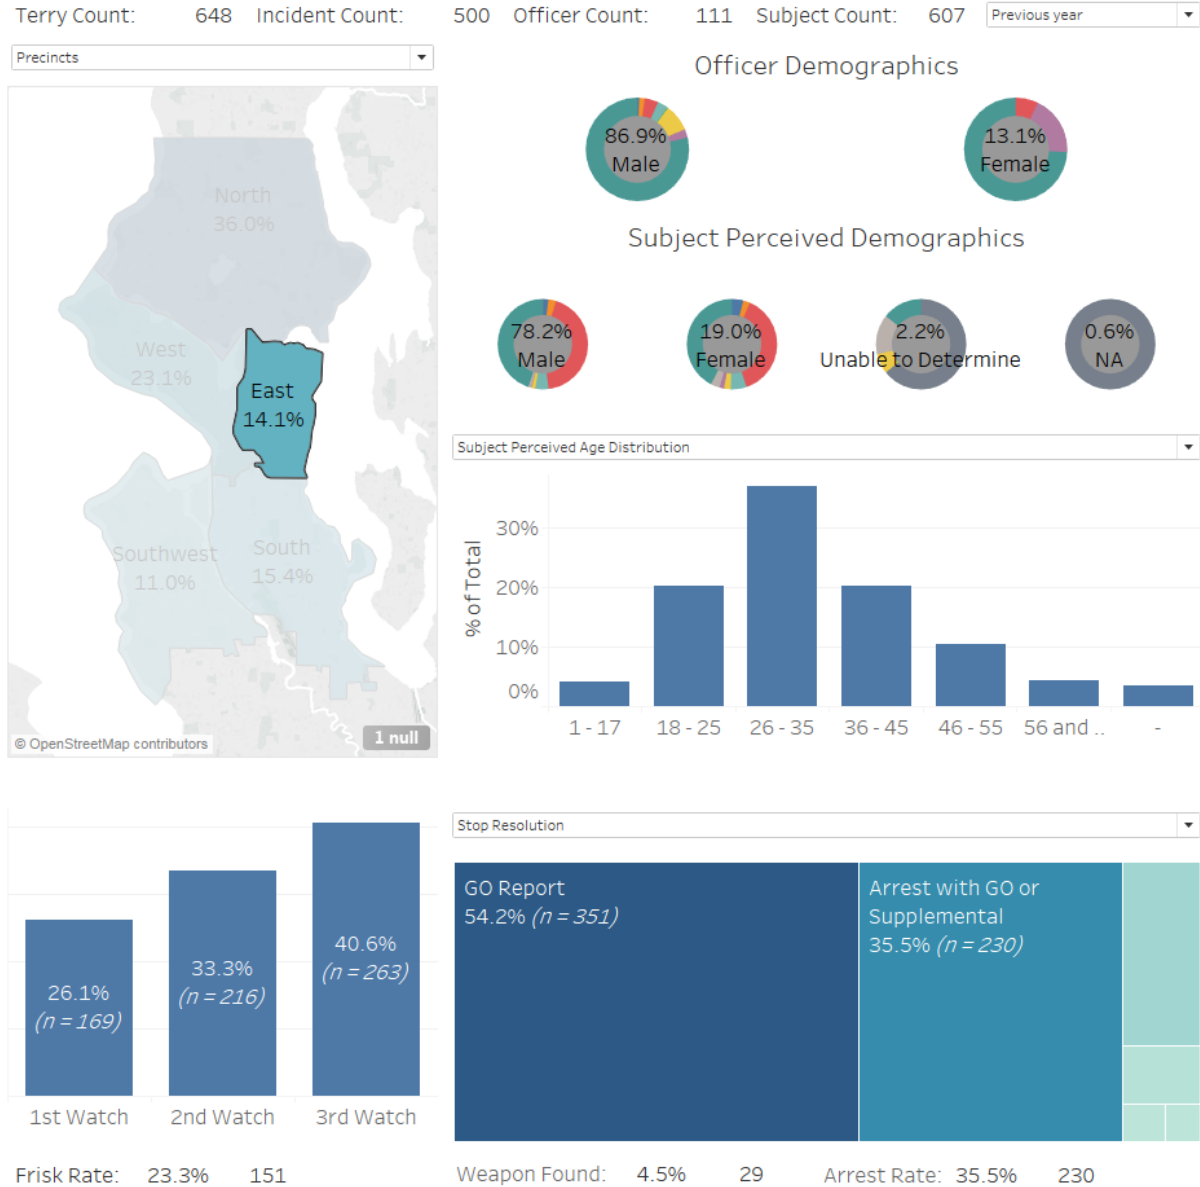 Terry Count: 648 Incident Count: 500 Officer Count: 111 Subject Count: 607 Previous year
Precincts
North
36.0%
West
23.1%
East
14.1%
Southwest
11.0%
South
15.4%
© OpenStreetMap contributors
1 null
Officer Demographics
86.9%
Male
13.1%
Female
Subject Perceived Demographics
78.2%
Male
19.0%
Female
2.2%
Unable to Determine
0.6%
NA
Subject Perceived Age Distribution
% of Total
30%
20%
10%
0%
1 - 17 18 - 25 26 - 35 36 - 45 46 - 55 56 and .. -
26.1%
(n = 169)
33.3%
(n = 216)
40.6%
(n = 263)
1st Watch 2nd Watch 3rd Watch
Stop Resolution
GO Report
54.2% (n = 351)
Arrest with GO or
Supplemental
35.5% (n = 230)
Frisk Rate: 23.3% 151 Weapon Found: 4.5% 29 Arrest Rate: 35.5% 230